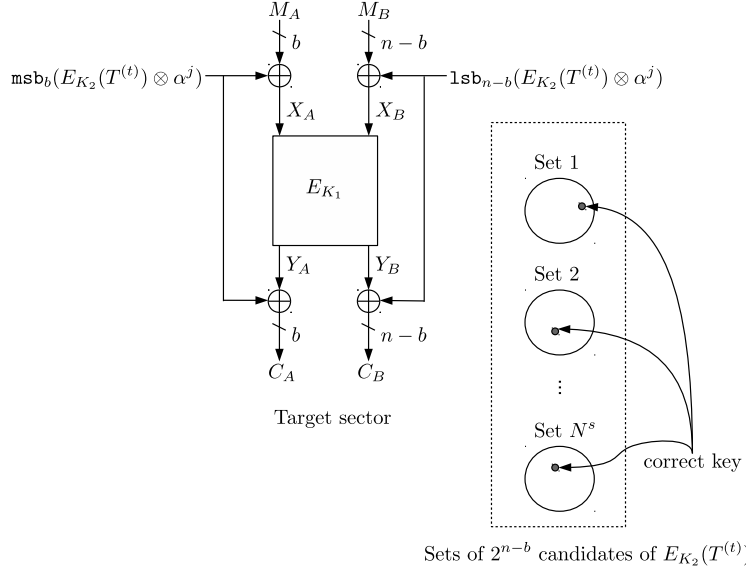 M_A M_B
b n − b
msb_b(E_{K_2}(T^{(t)}) ⊗ α^j) lsb_{n−b}(E_{K_2}(T^{(t)}) ⊗ α^j)
X_A X_B
E_{K_1}
Y_A Y_B
b n − b
C_A C_B
Target sector
Set 1
Set 2
⋮
Set N^s
correct key
Sets of 2^{n−b} candidates of E_{K_2}(T^{(t)})